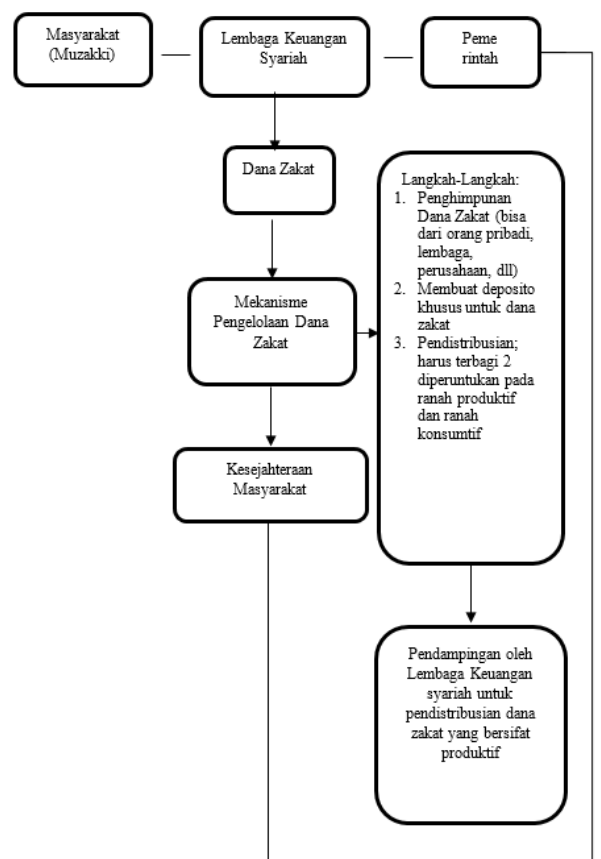 Masyarakat
(Muzakki)
Lembaga Keuangan
Syariah
Peme
rintah
Dana Zakat
Mekanisme
Pengelolaan Dana
Zakat
Langkah-Langkah:
1. Penghimpunan
Dana Zakat (bisa
dari orang pribadi,
lembaga,
perusahaan, dll)
2. Membuat deposito
khusus untuk dana
zakat
3. Pendistribusian;
harus terbagi 2
diperuntukan pada
ranah produktif
dan ranah
konsumtif
Kesejahteraan
Masyarakat
Pendampingan oleh
Lembaga Keuangan
syariah untuk
pendistribusian dana
zakat yang bersifat
produktif